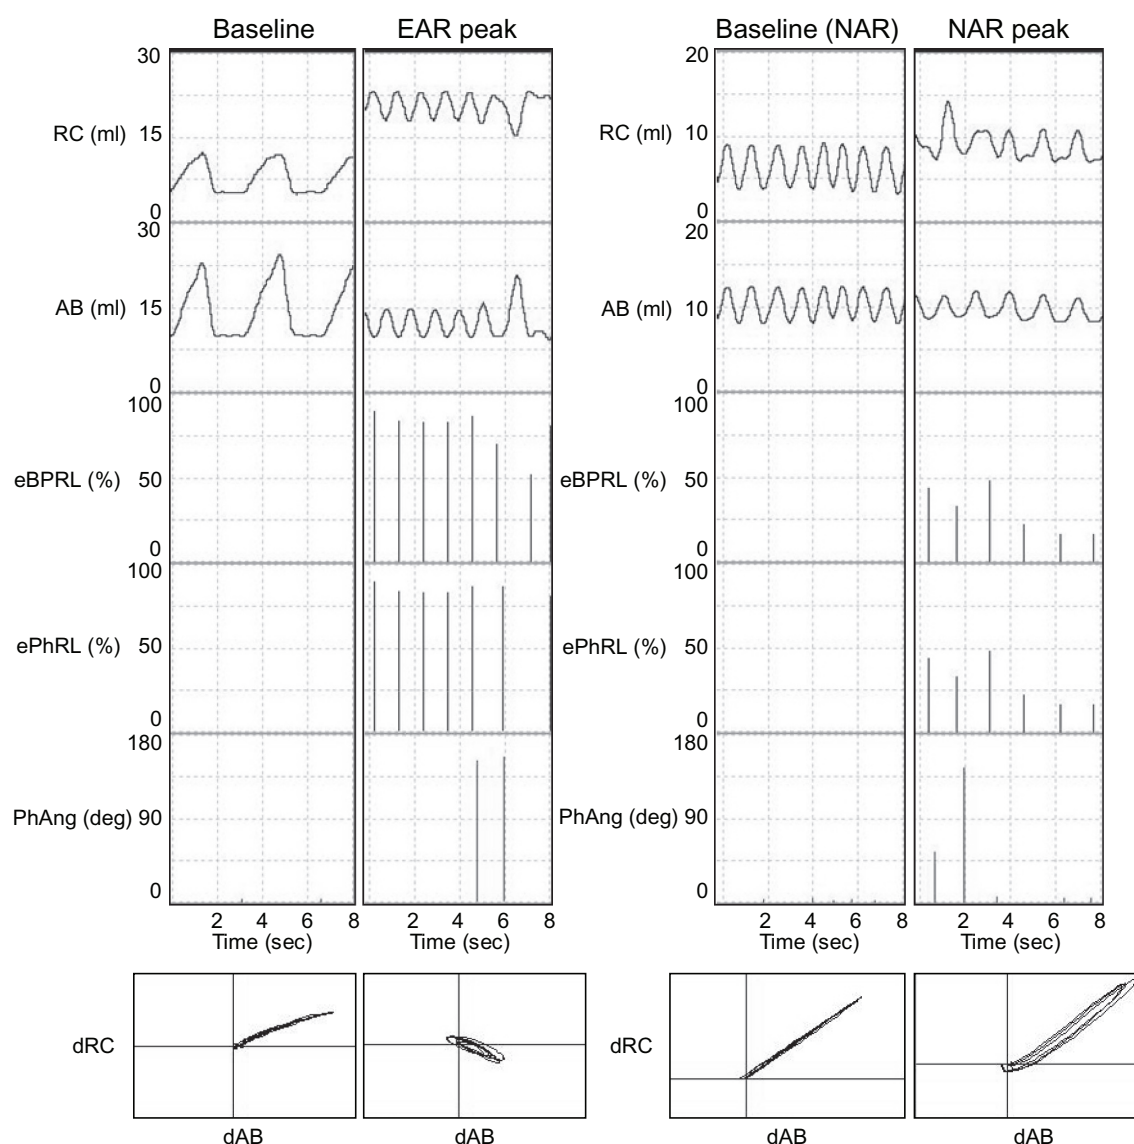 Baseline EAR peak Baseline (NAR) NAR peak
30 20
RC (ml) 15 RC (ml) 10
0 0
30 20
AB (ml) 15 AB (ml) 10
0 0
100 100
eBPRL (%) 50 eBPRL (%) 50
0 0
100 100
ePhRL (%) 50 ePhRL (%) 50
0 0
180 180
PhAng (deg) 90 PhAng (deg) 90
0 0
2 4 6 8 2 4 6 8 2 4 6 8 2 4 6 8
Time (sec) Time (sec) Time (sec) Time (sec)
dRC dRC
dAB dAB dAB dAB